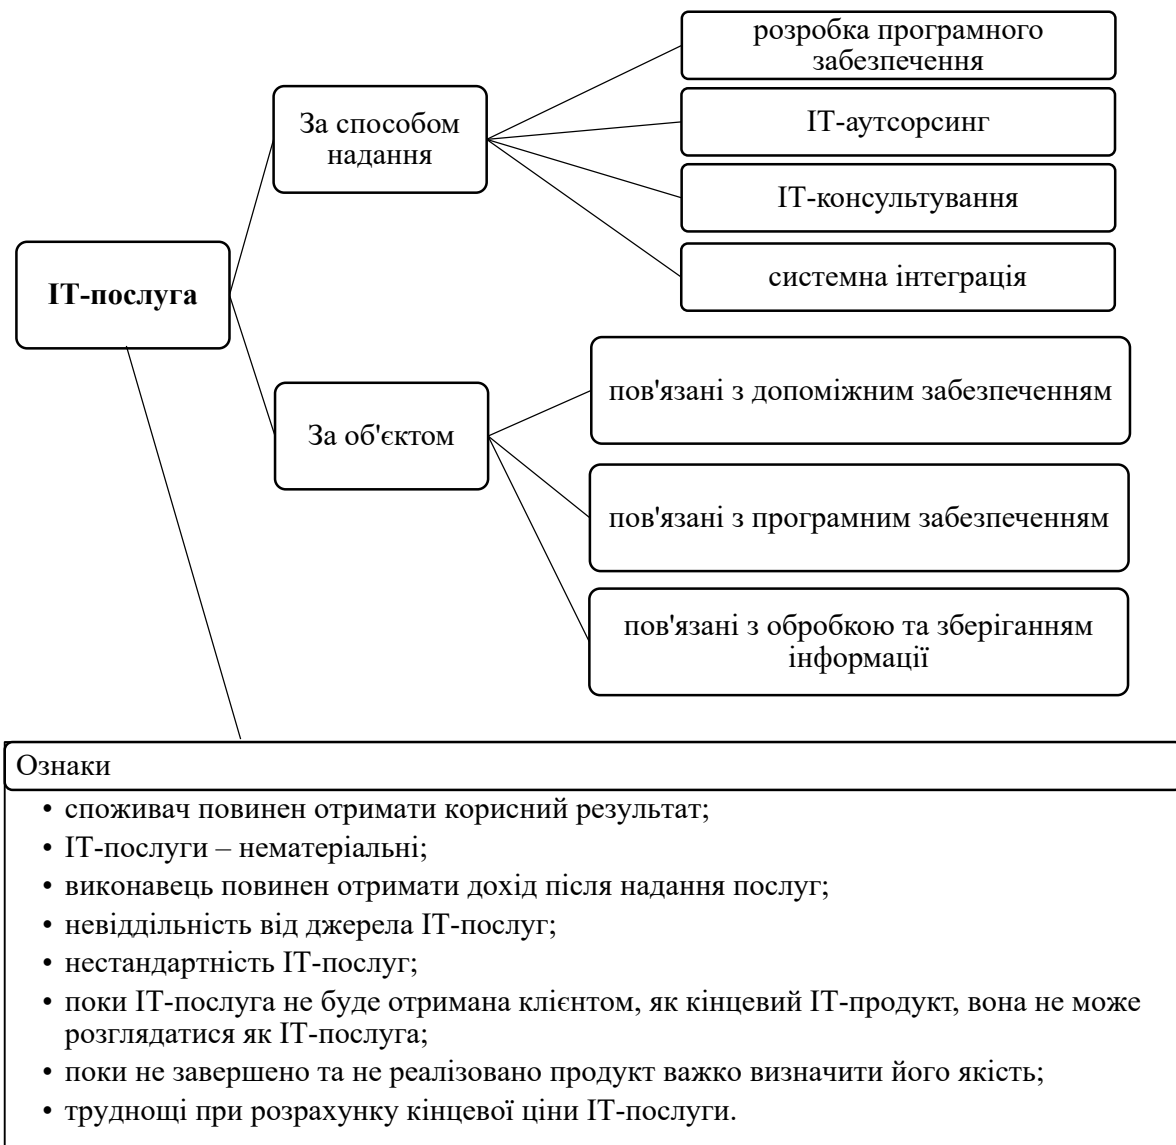 розробка програмного
забезпечення
За способом
надання
ІТ-аутсорсинг
ІТ-консультування
системна інтеграція
ІТ-послуга
За об'єктом
пов'язані з допоміжним забезпеченням
пов'язані з програмним забезпеченням
пов'язані з обробкою та зберіганням
інформації
Ознаки
• споживач повинен отримати корисний результат;
• ІТ-послуги – нематеріальні;
• виконавець повинен отримати дохід після надання послуг;
• невіддільність від джерела ІТ-послуг;
• нестандартність ІТ-послуг;
• поки ІТ-послуга не буде отримана клієнтом, як кінцевий ІТ-продукт, вона не може
розглядатися як ІТ-послуга;
• поки не завершено та не реалізовано продукт важко визначити його якість;
• труднощі при розрахунку кінцевої ціни ІТ-послуги.